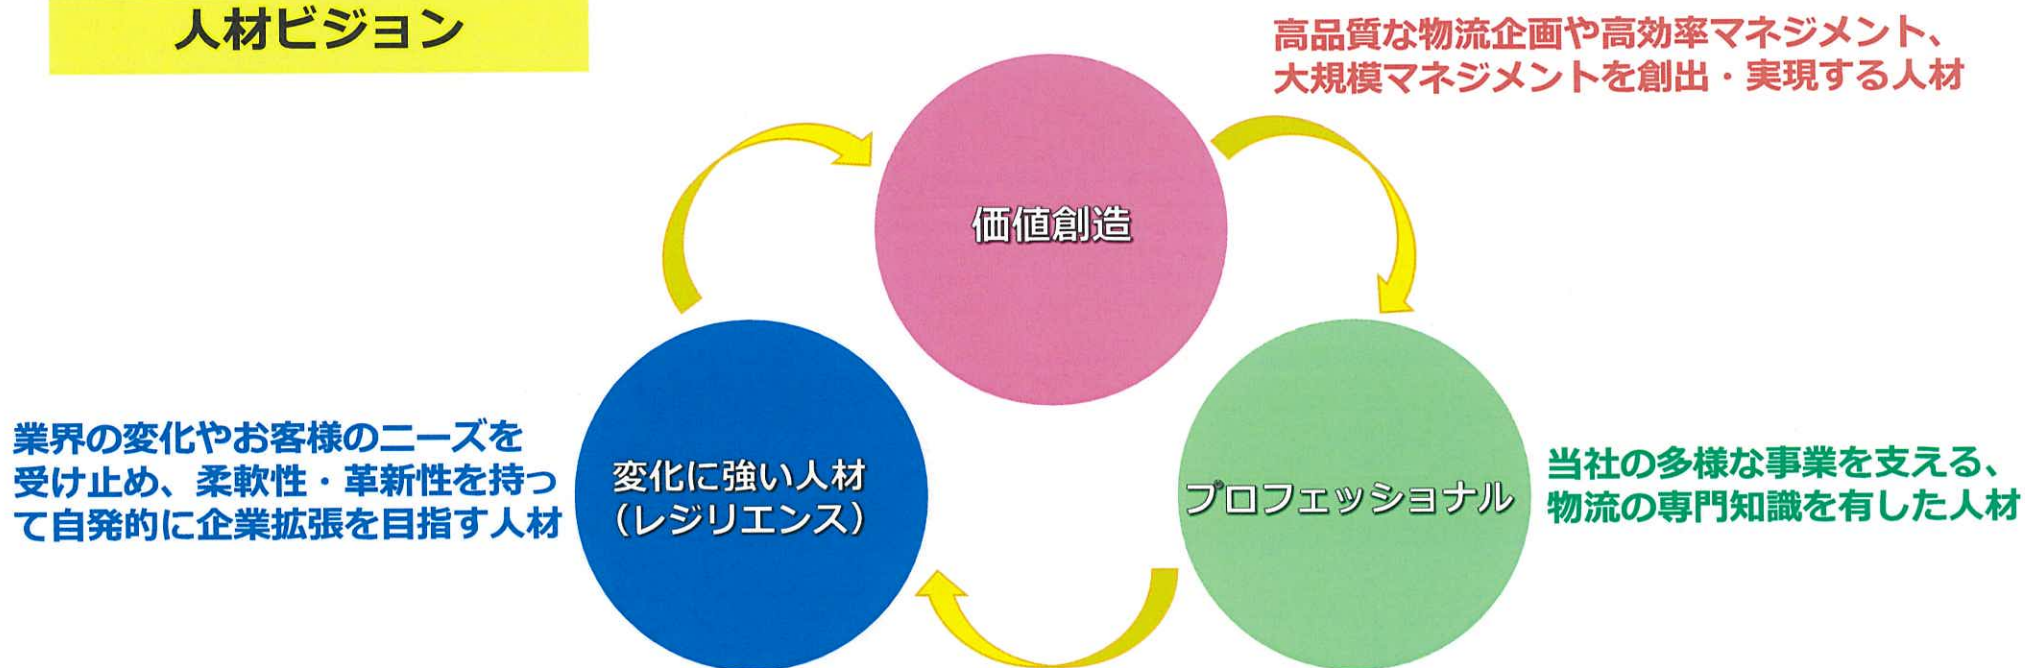 人材ビジョン
高品質な物流企画や高効率マネジメント、
大規模マネジメントを創出・実現する人材
価値創造
業界の変化やお客様のニーズを
受け止め、柔軟性・革新性を持っ
て自発的に企業拡張を目指す人材
変化に強い人材
（レジリエンス）
プロフェッショナル
当社の多様な事業を支える、
物流の専門知識を有した人材